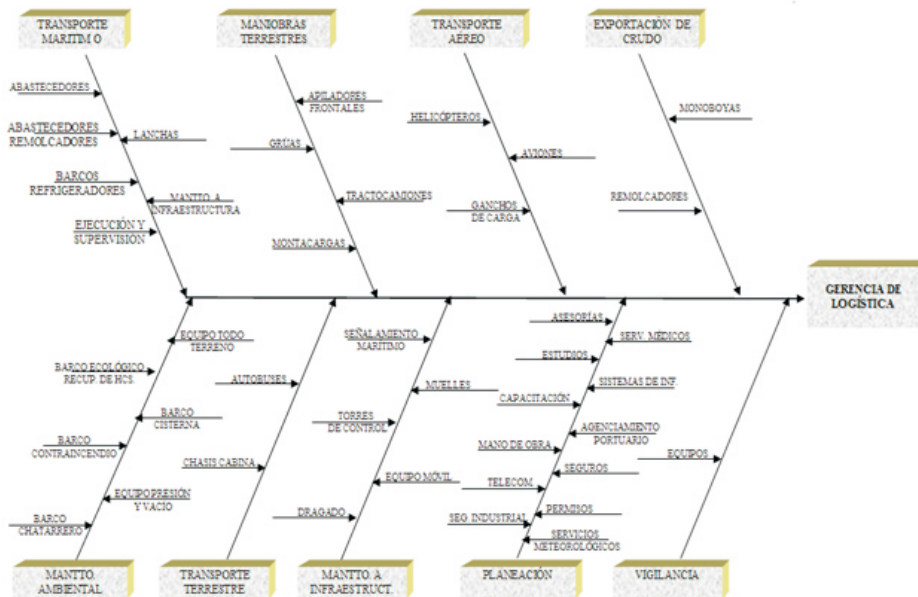 TRANSPORTE
MARITIM O
MANIOBRAS
TERRESTRES
TRANSPORTE
AÉREO
EXPORTACIÓN DE
CRUDO
ABASTECEDORES
ABASTECEDORES
REMOLCADORES
LANCHAS
BARCOS
REFRIGERADORES
MANTTO. A
INFRAESTRUCTURA
EJECUCIÓN Y
SUPERVISIÓN
APILADORES
FRONTALES
GRÚAS
TRACTOCAMIONES
MONTACARGAS
HELICÓPTEROS
AVIONES
GANCHOS
DE CARGA
MONOBOYAS
REMOLCADORES
GERENCIA DE
LOGÍSTICA
EQUIPO TODO
TERRENO
BARCO ECOLÓGICO
RECUP. DE HCS.
BARCO
CISTERNA
BARCO
CONTRAINCENDIO
EQUIPO PRESIÓN
Y VACIO
BARCO
CHATARRERO
AUTOBUSES
CHASIS CABINA
SEÑALAMIENTO
MARÍTIMO
MUELLES
TORRES
DE CONTROL
EQUIPO MÓVIL
DRAGADO
ASESORÍAS
SERV. MÉDICOS
ESTUDIOS
SISTEMAS DE INF.
CAPACITACIÓN
AGENCIAMIENTO
PORTUARIO
MANO DE OBRA
SEGUROS
TELECOM.
PERMISOS
SEG. INDUSTRIAL
SERVICIOS
METEOROLÓGICOS
EQUIPOS
MANTTO.
AMBIENTAL
TRANSPORTE
TERRESTRE
MANTTO. A
INFRAESTRUCT.
PLANEACIÓN
VIGILANCIA